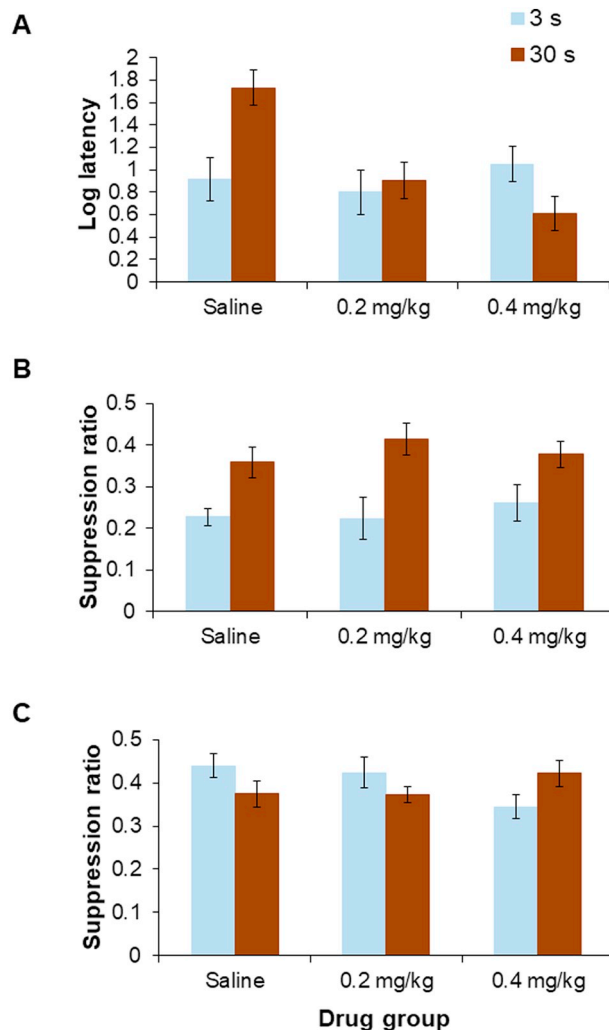 A
3 s
30 s
Log latency
2
1.8
1.6
1.4
1.2
1
0.8
0.6
0.4
0.2
0
Saline 0.2 mg/kg 0.4 mg/kg
B
Suppression ratio
0.5
0.4
0.3
0.2
0.1
0
Saline 0.2 mg/kg 0.4 mg/kg
C
Suppression ratio
0.5
0.4
0.3
0.2
0.1
0
Saline 0.2 mg/kg 0.4 mg/kg
Drug group